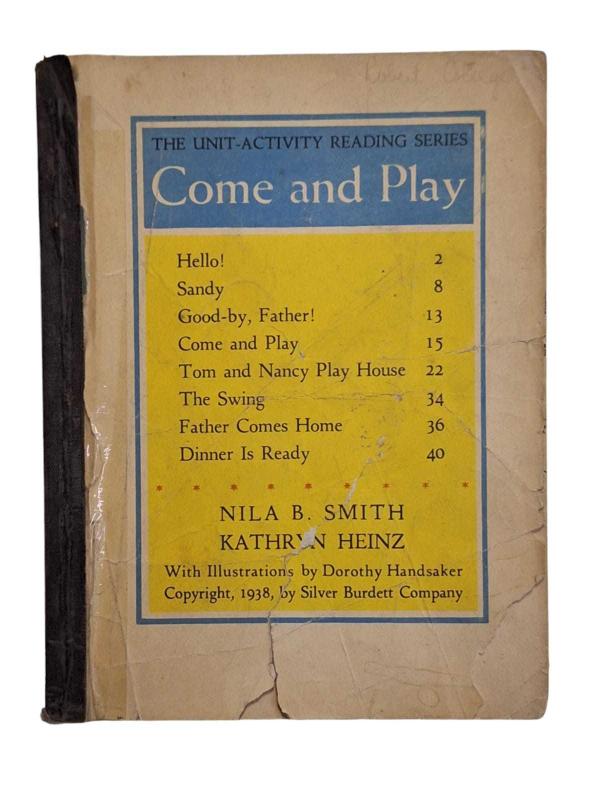 Robert
THE UNIT-ACTIVITY READING SERIES
Come and Play
Hello! 2
Sandy 8
Good-by, Father! 13
Come and Play 15
Tom and Nancy Play House 22
The Swing 34
Father Comes Home 36
Dinner Is Ready 40
* * * * * * * * *
NILA B. SMITH
KATHRYN HEINZ
With Illustrations by Dorothy Handsaker
Copyright, 1938, by Silver Burdett Company